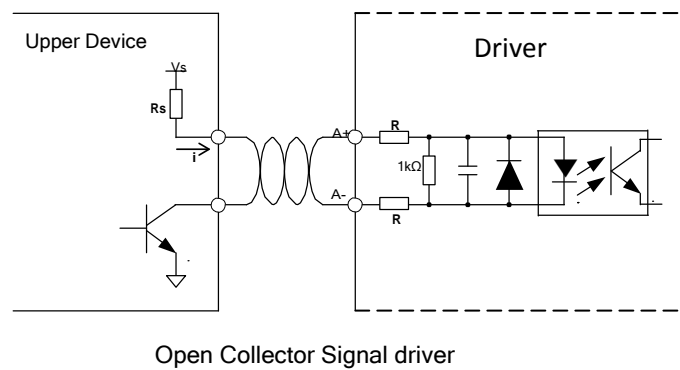 Upper Device
Driver
Vs
Rs
i
A+
R
1kΩ
A-
R
Open Collector Signal driver